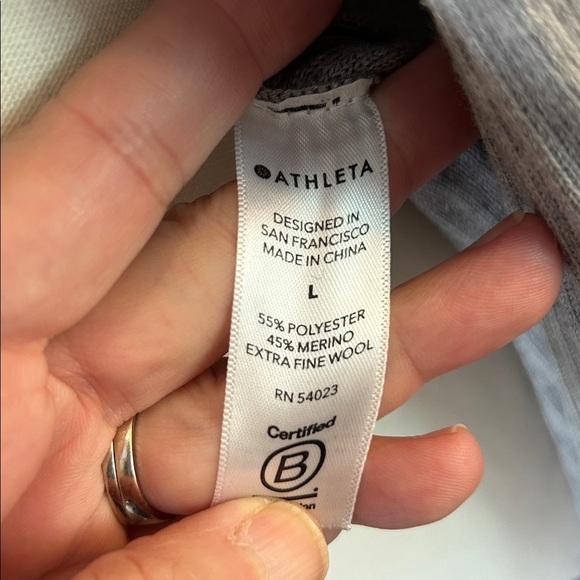 ATHLETA
DESIGNED IN
SAN FRANCISCO
MADE IN CHINA
L
55% POLYESTER
45% MERINO
EXTRA FINE WOOL
RN 54023
Certified
B